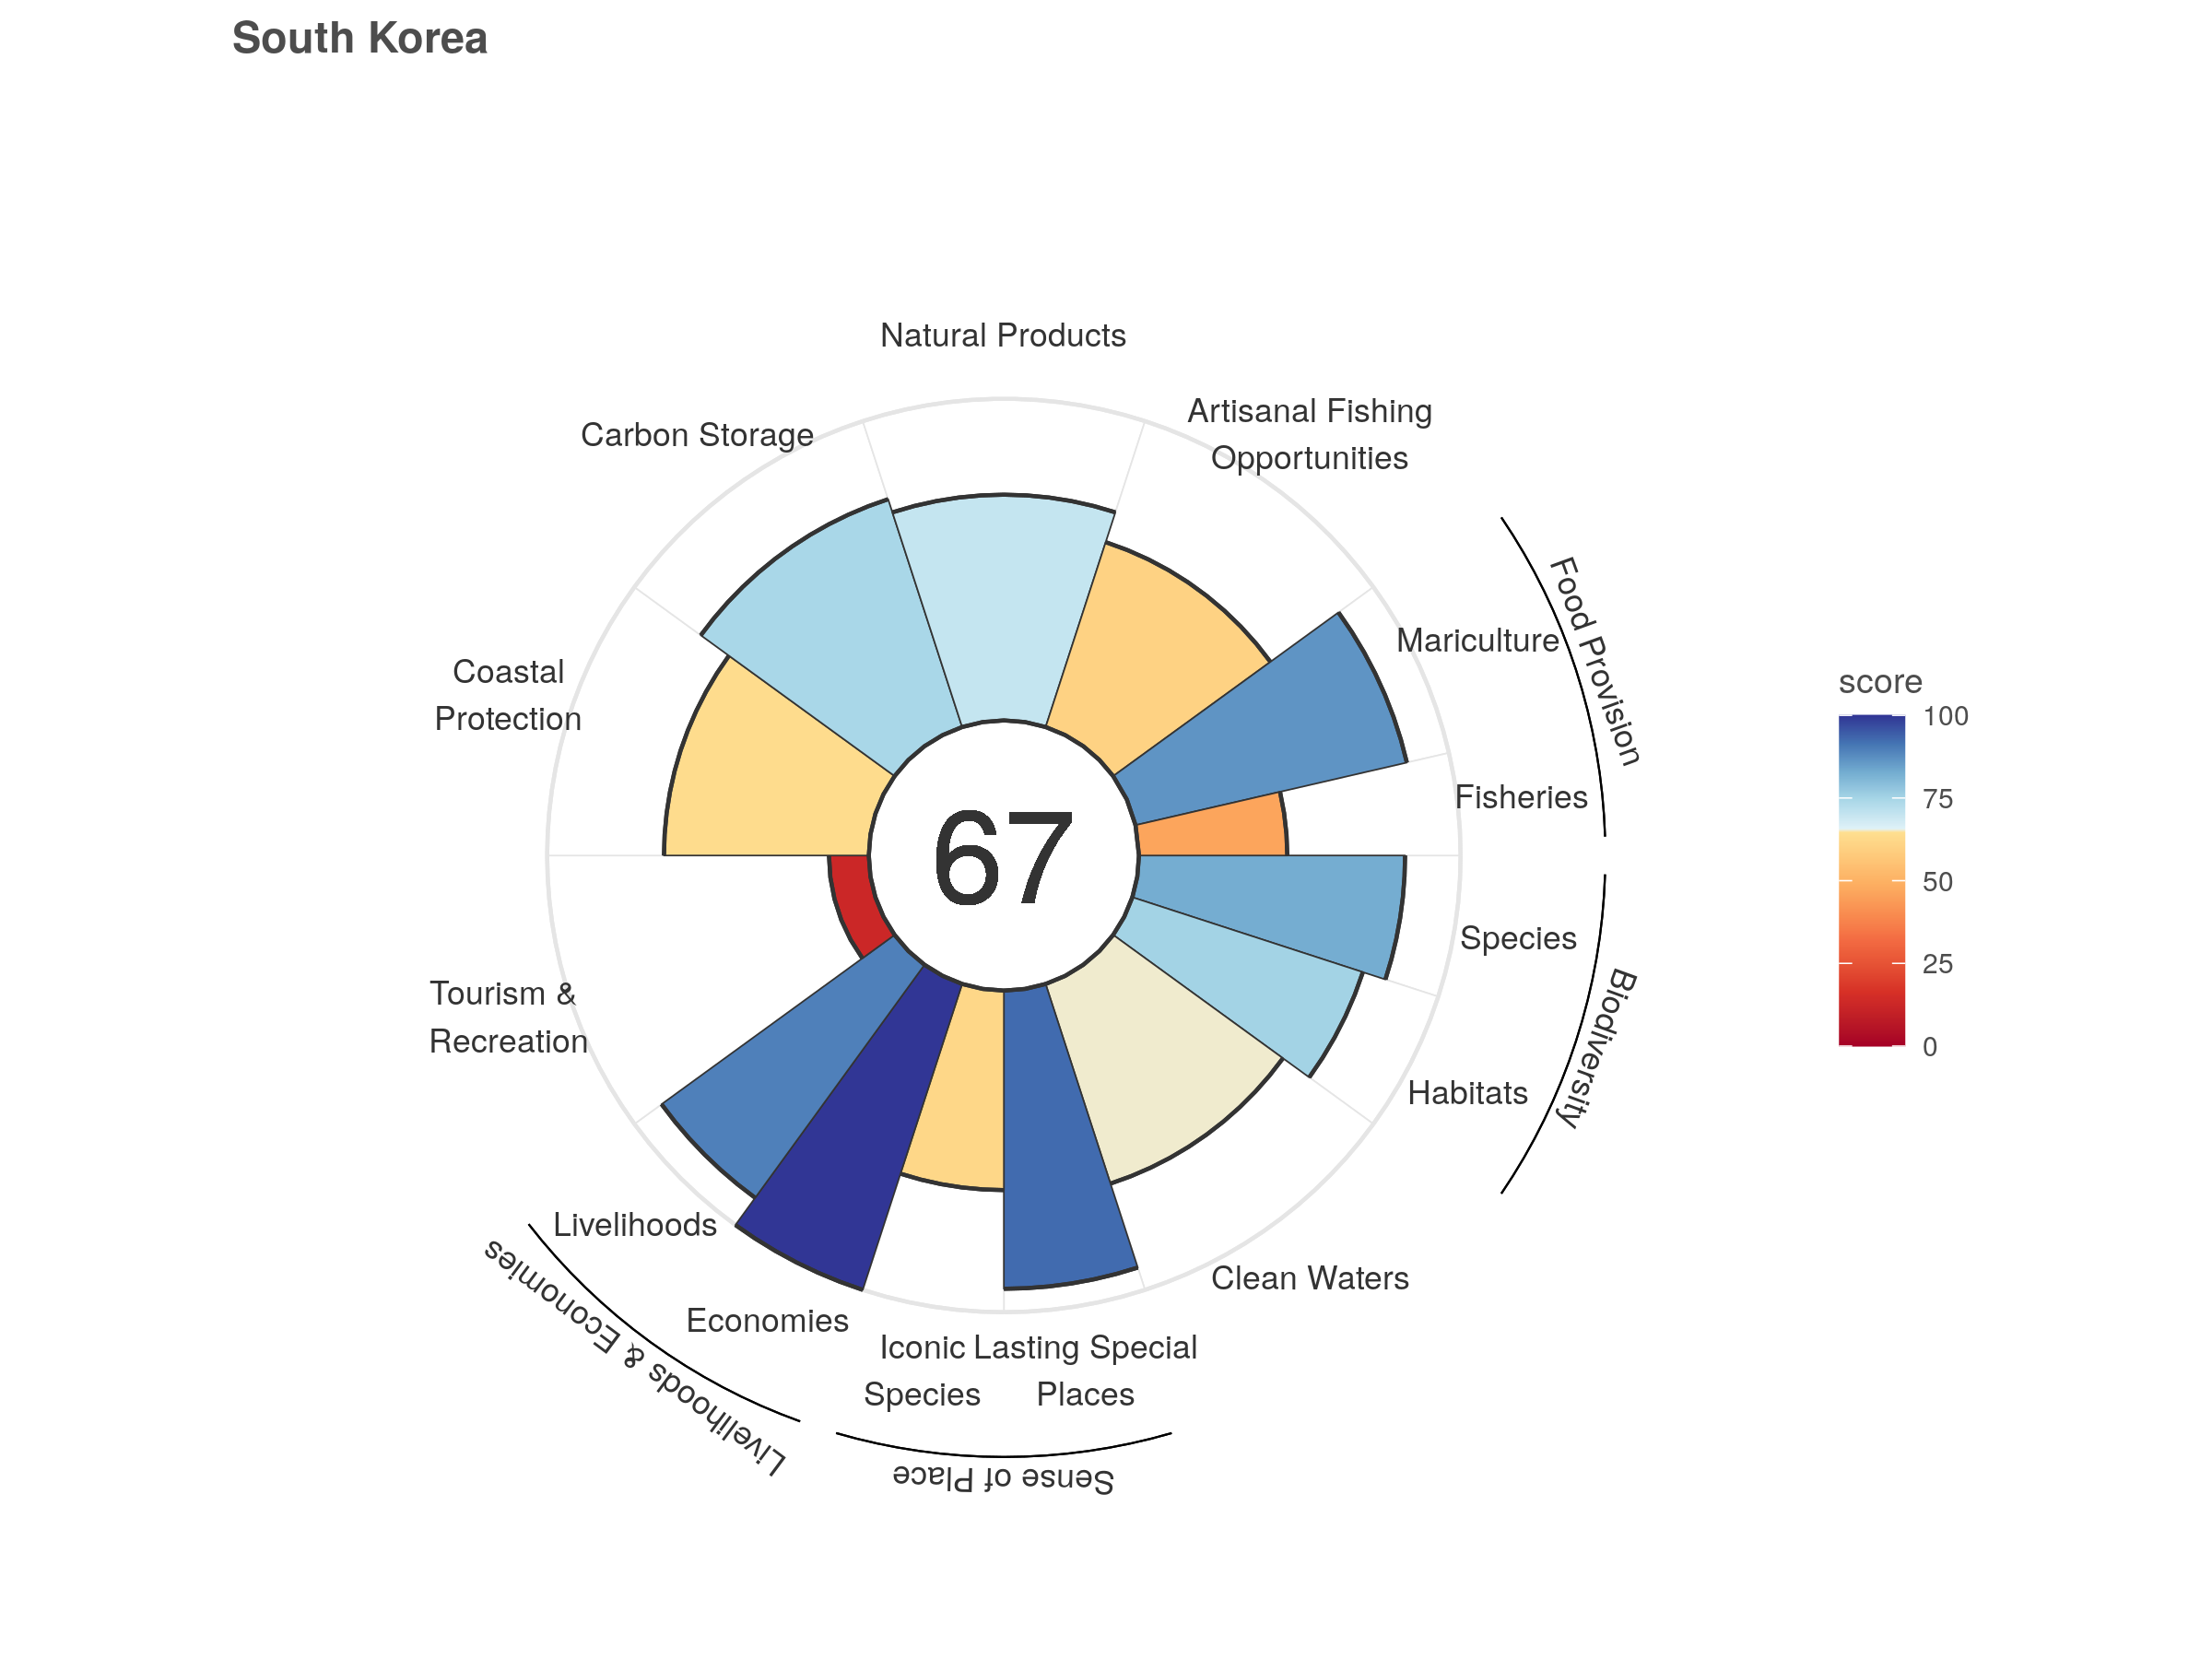 South Korea
Natural Products
Artisanal Fishing
Opportunities
Carbon Storage
Mariculture
Food Provision
Coastal
Protection
Fisheries
67
Species
Biodiversity
Tourism &
Recreation
Habitats
Livelihoods
Livelihoods & Economies
Economies
Clean Waters
Iconic
Species
Lasting Special
Places
Sense of Place
score
100
75
50
25
0